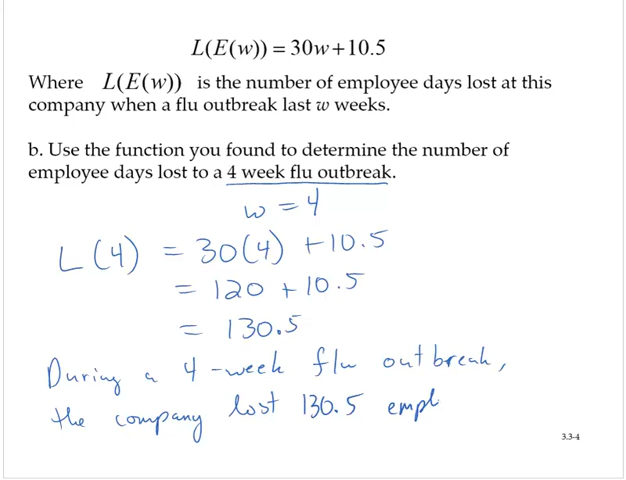 L(E(w)) = 30w+10.5
Where L(E(w)) is the number of employee days lost at this
company when a flu outbreak last w weeks.
b. Use the function you found to determine the number of
employee days lost to a 4 week flu outbreak.
w = 4
L(4) = 30(4) +10.5
= 120 +10.5
= 130.5
During a 4-week flu outbreak,
the company lost 130.5 empl
3.3-4